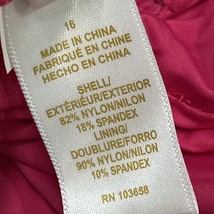 16
MADE IN CHINA
FABRIQUÉ EN CHINE
HECHO EN CHINA
SHELL/
EXTÉRIEUR/EXTERIOR
82% NYLON/NILON
18% SPANDEX
LINING/
DOUBLURE/FORRO
90% NYLON/NILON
10% SPANDEX
RN 103658